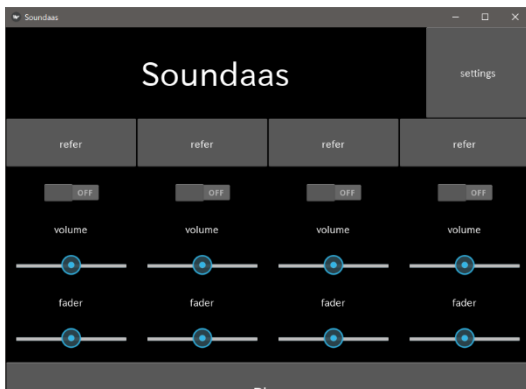 Soundaas
Soundaas
settings
refer refer refer refer
OFF OFF OFF OFF
volume volume volume volume
fader fader fader fader